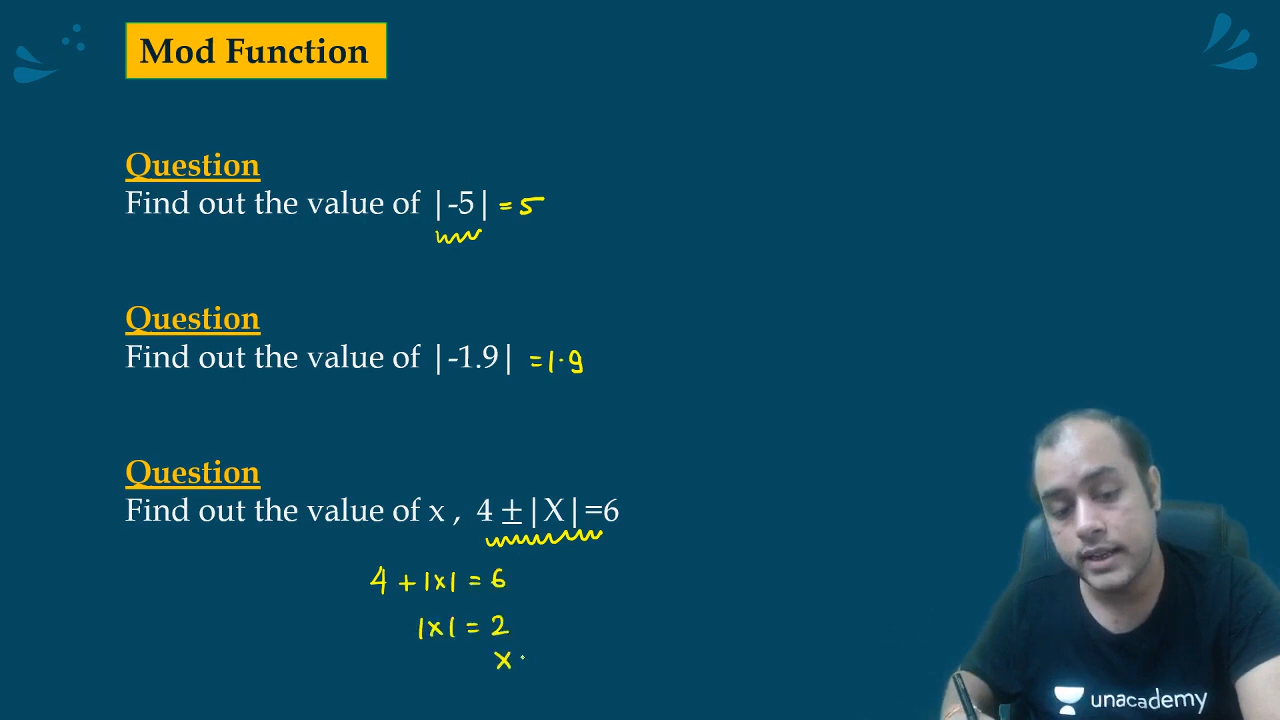 Mod Function
Question
Find out the value of |-5| = 5
Question
Find out the value of |-1.9| = 1.9
Question
Find out the value of x , 4 ±|X|=6
4 + |x| = 6
|x| = 2
x
unacademy